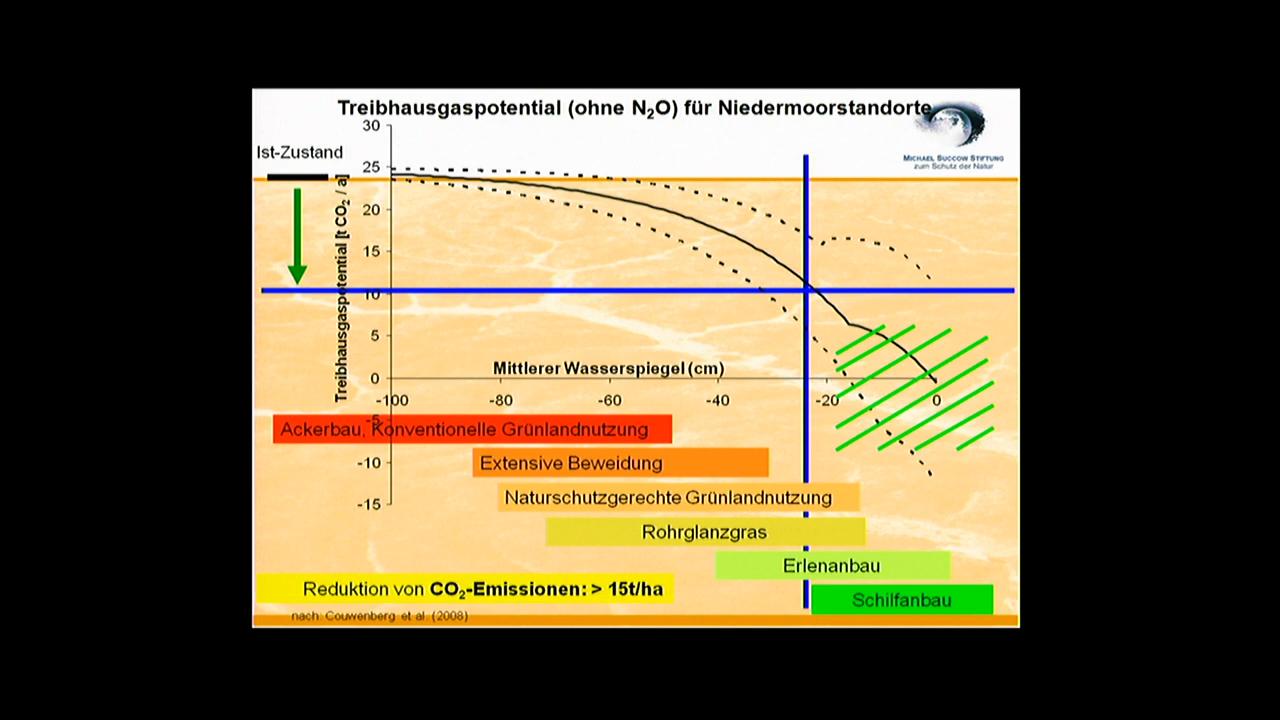 Treibhausgaspotential (ohne N₂O) für Niedermoorstandorte
MICHAEL SUCCOW STIFTUNG
zum Schutz der Natur
Ist-Zustand
Treibhausgaspotential [t CO₂ / a]
30
25
20
15
10
5
0
-5
-10
-15
Mittlerer Wasserspiegel (cm)
-100 -80 -60 -40 -20 0
Ackerbau, Konventionelle Grünlandnutzung
Extensive Beweidung
Naturschutzgerechte Grünlandnutzung
Rohrglanzgras
Erlenanbau
Schilfanbau
Reduktion von CO₂-Emissionen: > 15t/ha
nach: Couwenberg et al. (2008)